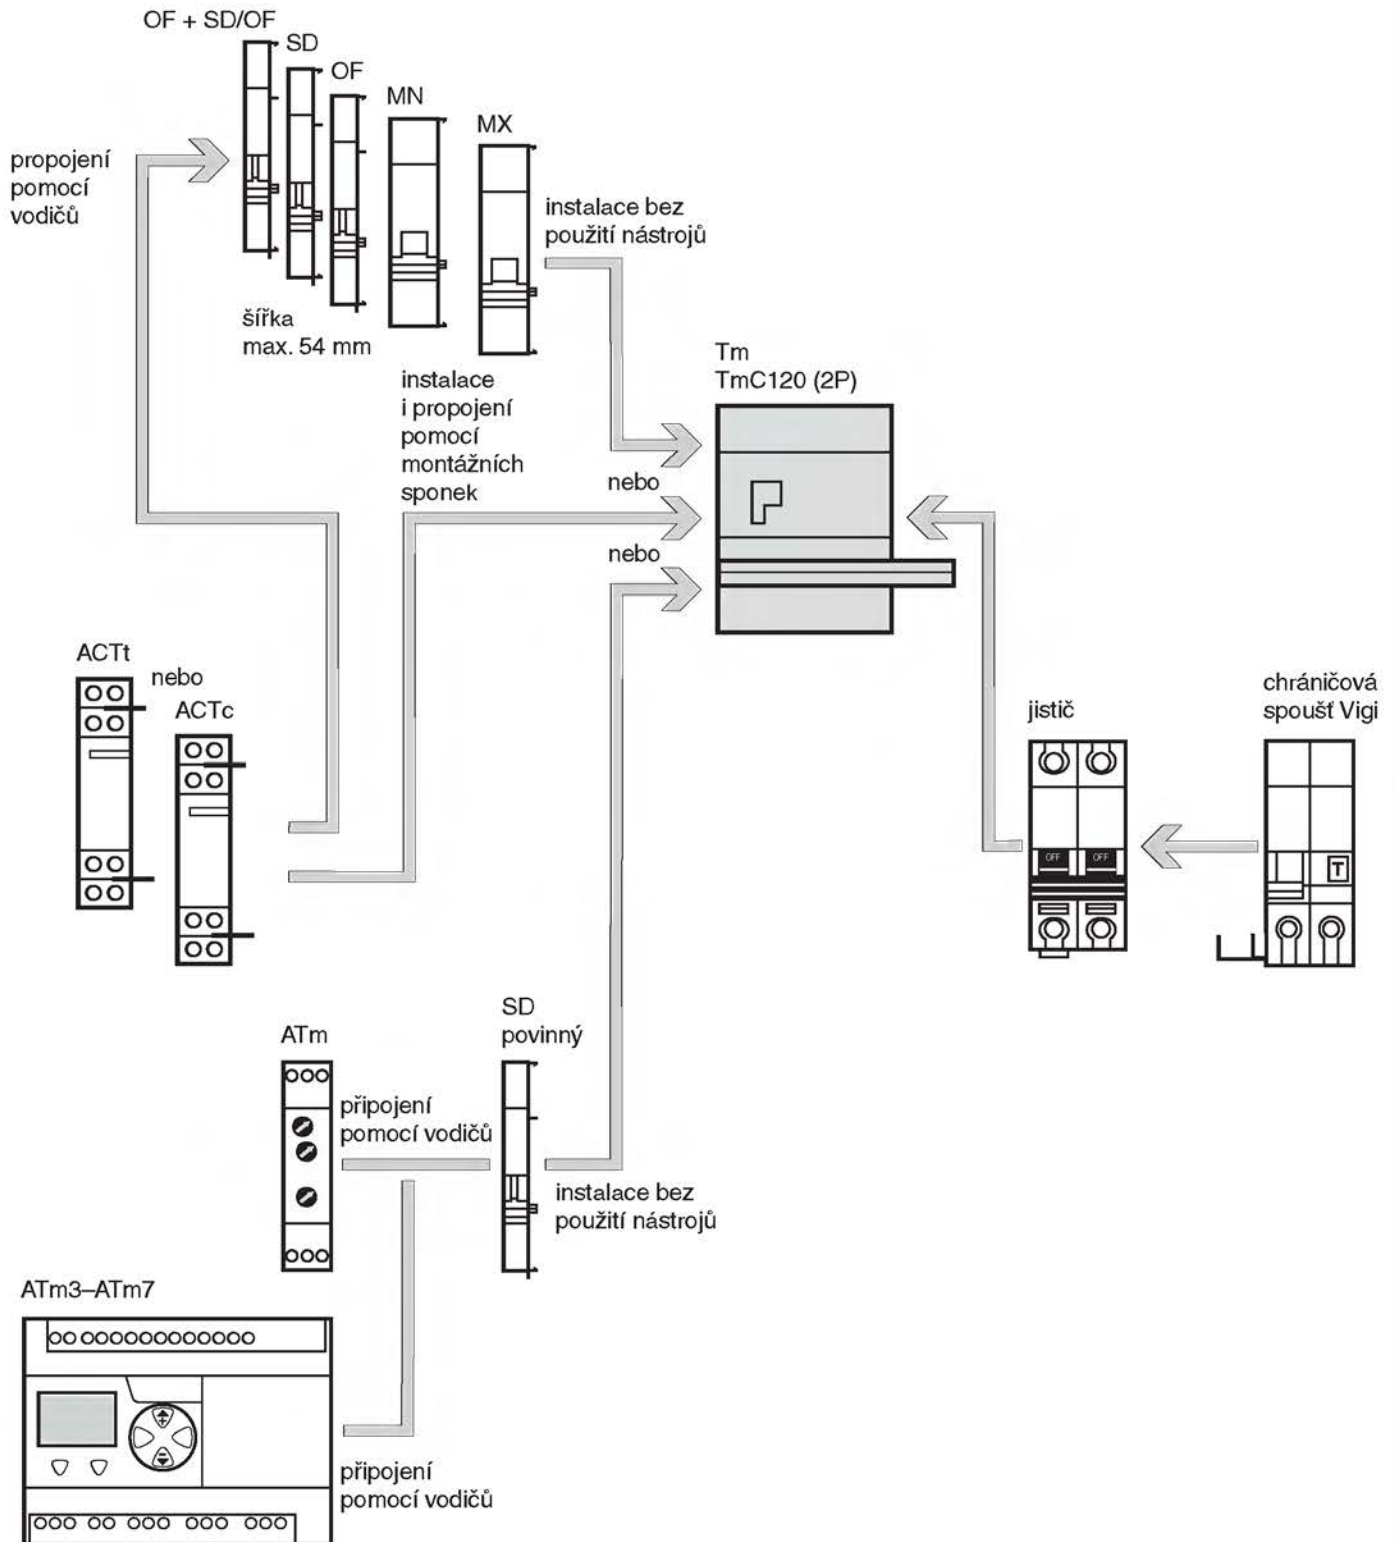 OF + SD/OF
SD
OF
MN
MX
propojení
pomocí
vodičů
instalace bez
použití nástrojů
šířka
max. 54 mm
Tm
TmC120 (2P)
instalace
i propojení
pomocí
montážních
sponek
nebo
nebo
ACTt
nebo
ACTc
jistič
chráničová
spoušť Vigi
OFF OFF
T
SD
povinný
ATm
připojení
pomocí vodičů
instalace bez
použití nástrojů
ATm3–ATm7
připojení
pomocí vodičů